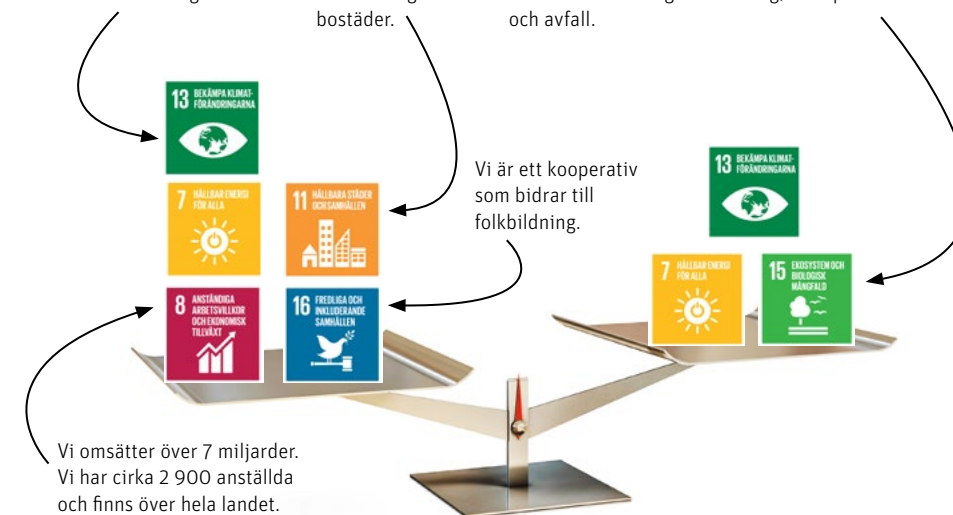 bostäder.
och avfall.
13 BEKÄMPA KLIMAT-
FÖRÄNDRINGARNA
7 HÅLLBAR ENERGI
FÖR ALLA
11 HÅLLBARA STÄDER
OCH SAMHÄLLEN
8 ANSTÄNDIGA
ARBETSVILLKOR
OCH EKONOMISK
TILLVÄXT
16 FREDLIGA OCH
INKLUDERANDE
SAMHÄLLEN
Vi är ett kooperativ
som bidrar till
folkbildning.
13 BEKÄMPA KLIMAT-
FÖRÄNDRINGARNA
7 HÅLLBAR ENERGI
FÖR ALLA
15 EKOSYSTEM OCH
BIOLOGISK
MÅNGFALD
Vi omsätter över 7 miljarder.
Vi har cirka 2 900 anställda
och finns över hela landet.